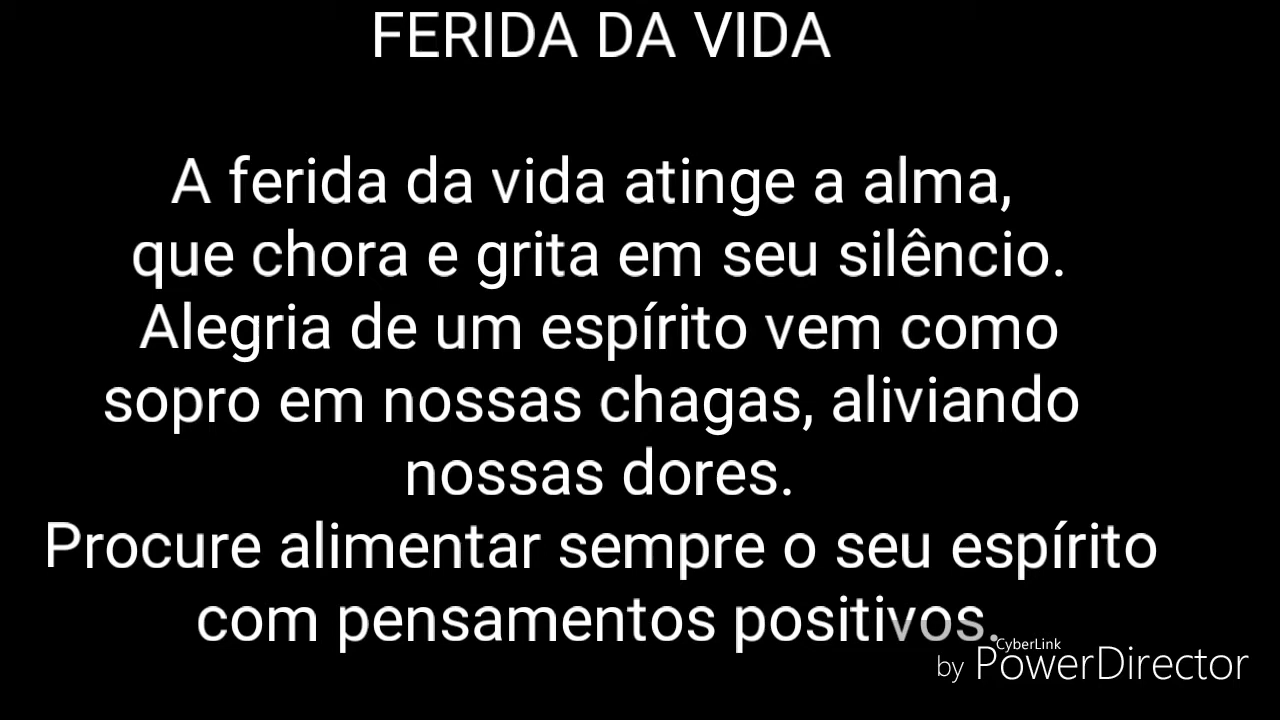 FERIDA DA VIDA
A ferida da vida atinge a alma,
que chora e grita em seu silêncio.
Alegria de um espírito vem como
sopro em nossas chagas, aliviando
nossas dores.
Procure alimentar sempre o seu espírito
com pensamentos positivos.
CyberLink
by PowerDirector